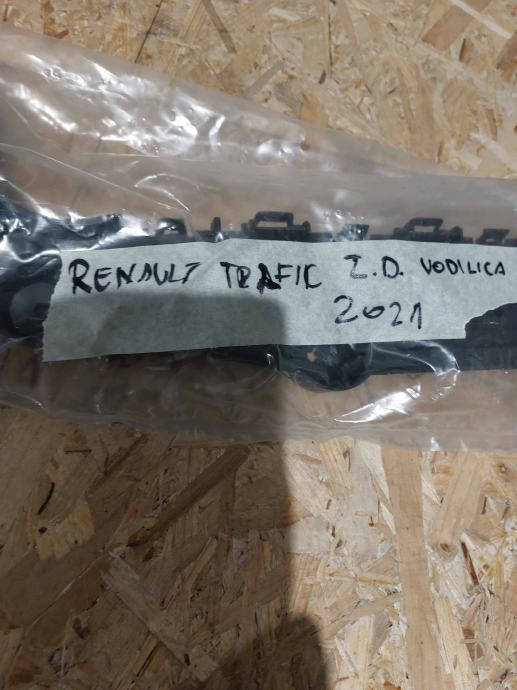 RENAULT TRAFIC Z.D. VODILICA
2021